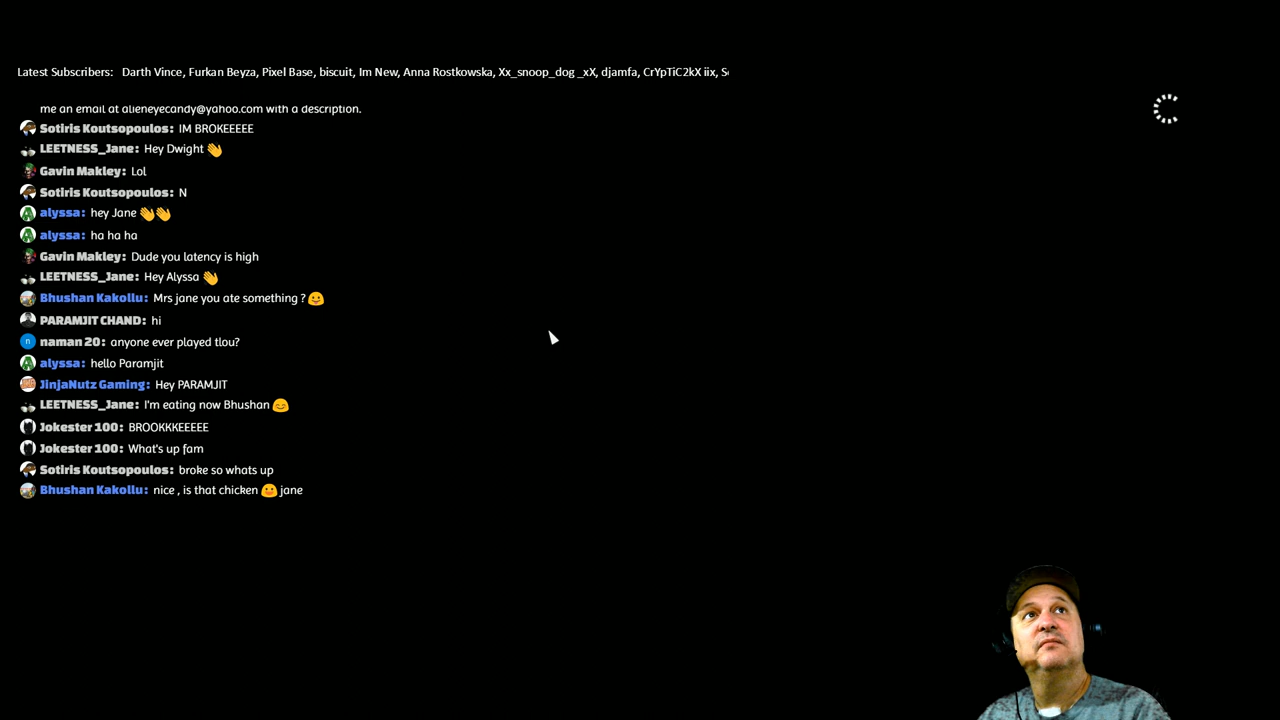 Latest Subscribers: Darth Vince, Furkan Beyza, Pixel Base, biscuit, Im New, Anna Rostkowska, Xx_snoop_dog _xX, djamfa, CrYpTiC2kX iix,
me an email at alieneyecandy@yahoo.com with a description.
Sotiris Koutsopoulos: IM BROKEEEEE
LEETNESS_Jane: Hey Dwight 👋
Gavin Makley: Lol
Sotiris Koutsopoulos: N
alyssa: hey Jane 👋👋
alyssa: ha ha ha
Gavin Makley: Dude you latency is high
LEETNESS_Jane: Hey Alyssa 👋
Bhushan Kakollu: Mrs jane you ate something ?
PARAMJIT CHAND: hi
n naman 20: anyone ever played tlou?
alyssa: hello Paramjit
JinjaNutz Gaming: Hey PARAMJIT
LEETNESS_Jane: I'm eating now Bhushan 😊
Jokester 100: BROOKKKEEEEE
Jokester 100: What's up fam
Sotiris Koutsopoulos: broke so whats up
Bhushan Kakollu: nice , is that chicken jane